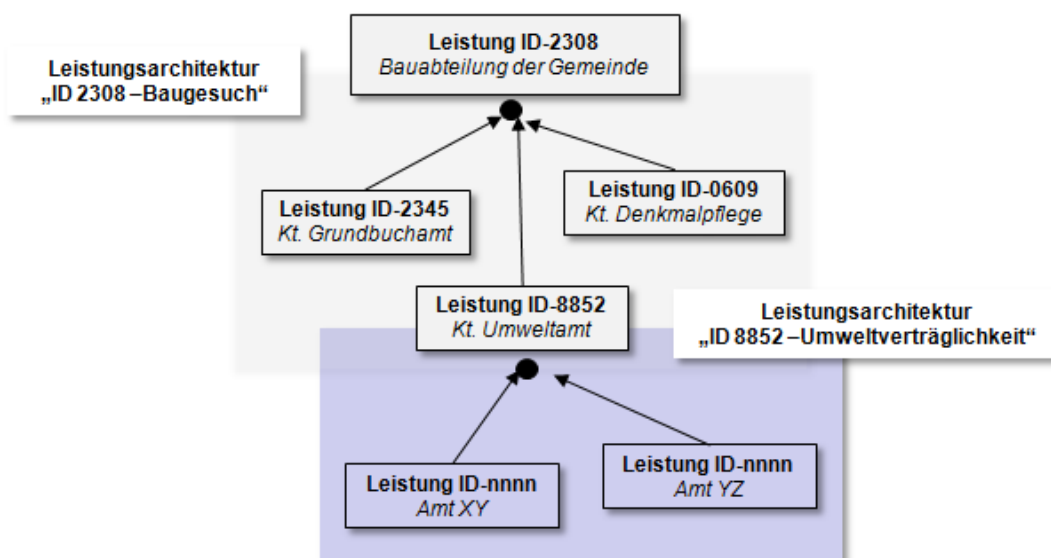 Leistung ID-2308
Bauabteilung der Gemeinde
Leistungsarchitektur
„ID 2308 – Baugesuch“
Leistung ID-2345
Kt. Grundbuchamt
Leistung ID-0609
Kt. Denkmalpflege
Leistung ID-8852
Kt. Umweltamt
Leistungsarchitektur
„ID 8852 – Umweltverträglichkeit“
Leistung ID-nnnn
Amt XY
Leistung ID-nnnn
Amt YZ